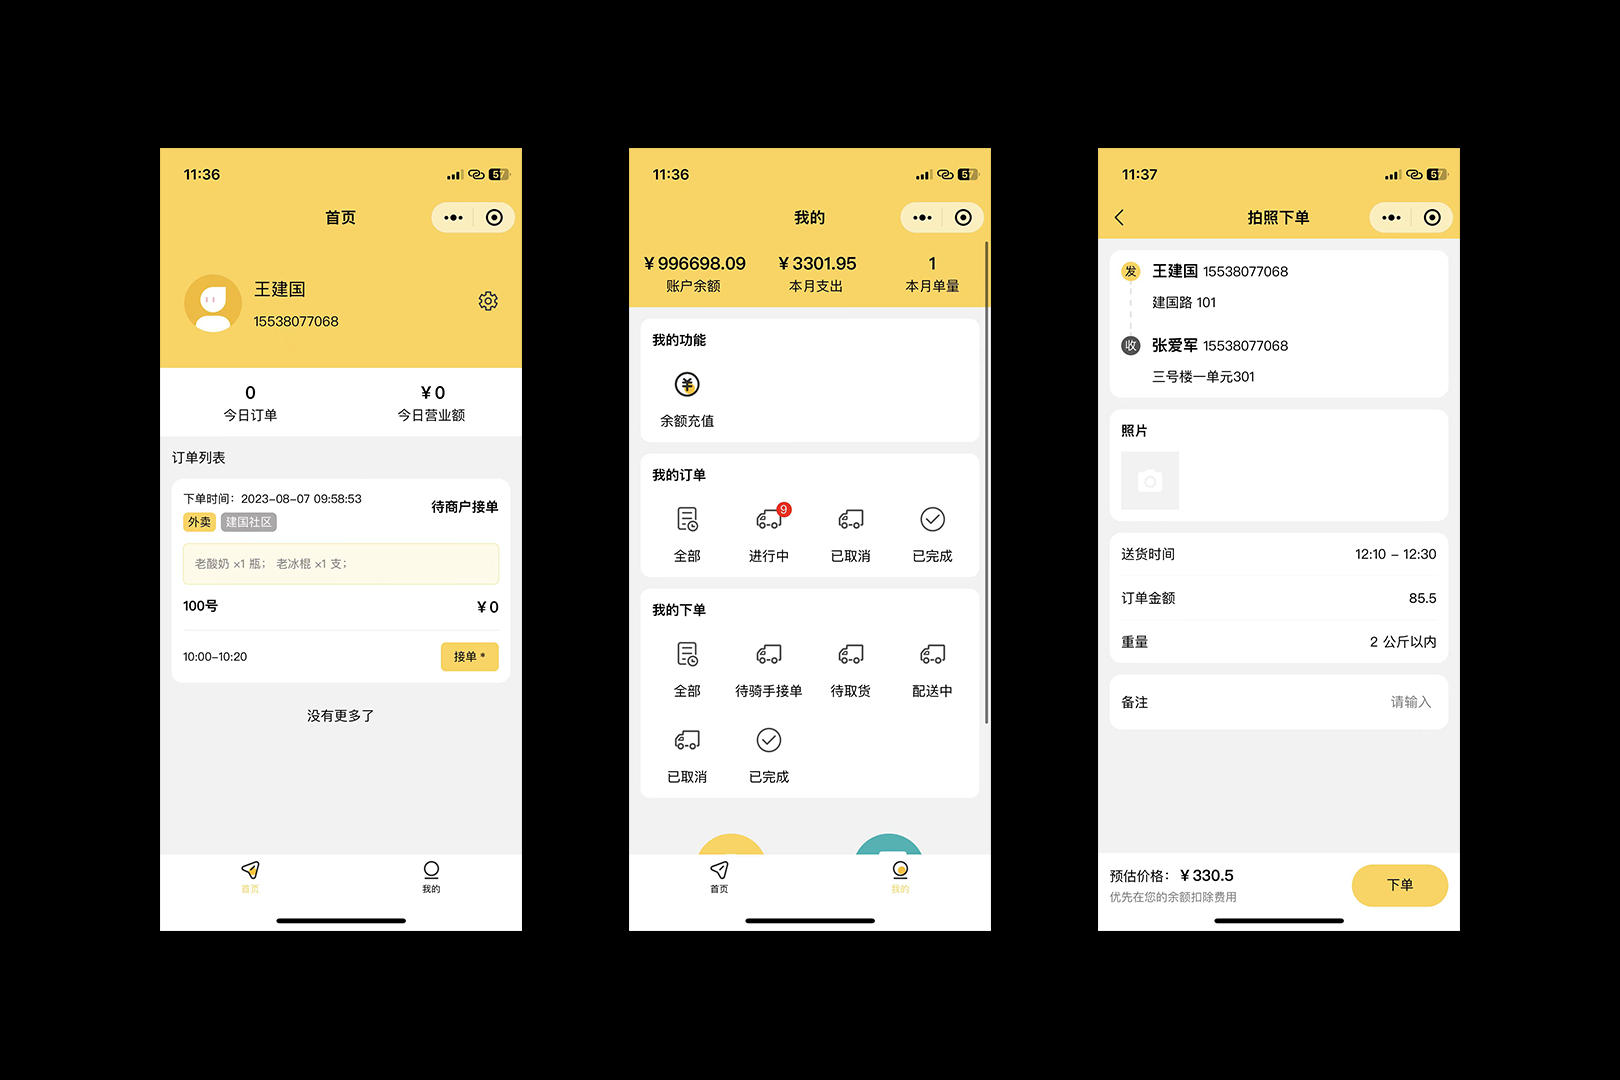 11:36
57
首页
王建国
15538077068
0
¥0
今日订单
今日营业额
订单列表
下单时间：2023-08-07 09:58:53
待商户接单
外卖 建国社区
老酸奶 ×1 瓶； 老冰棍 ×1 支；
100号
¥0
10:00-10:20
接单 *
没有更多了
首页
我的
11:36
57
我的
¥996698.09
¥3301.95
1
账户余额
本月支出
本月单量
我的功能
余额充值
我的订单
9
全部
进行中
已取消
已完成
我的下单
全部
待骑手接单
待取货
配送中
已取消
已完成
首页
我的
11:37
57
拍照下单
发 王建国 15538077068
建国路 101
收 张爱军 15538077068
三号楼一单元301
照片
送货时间
12:10 - 12:30
订单金额
85.5
重量
2 公斤以内
备注
请输入
预估价格：¥330.5
优先在您的余额扣除费用
下单